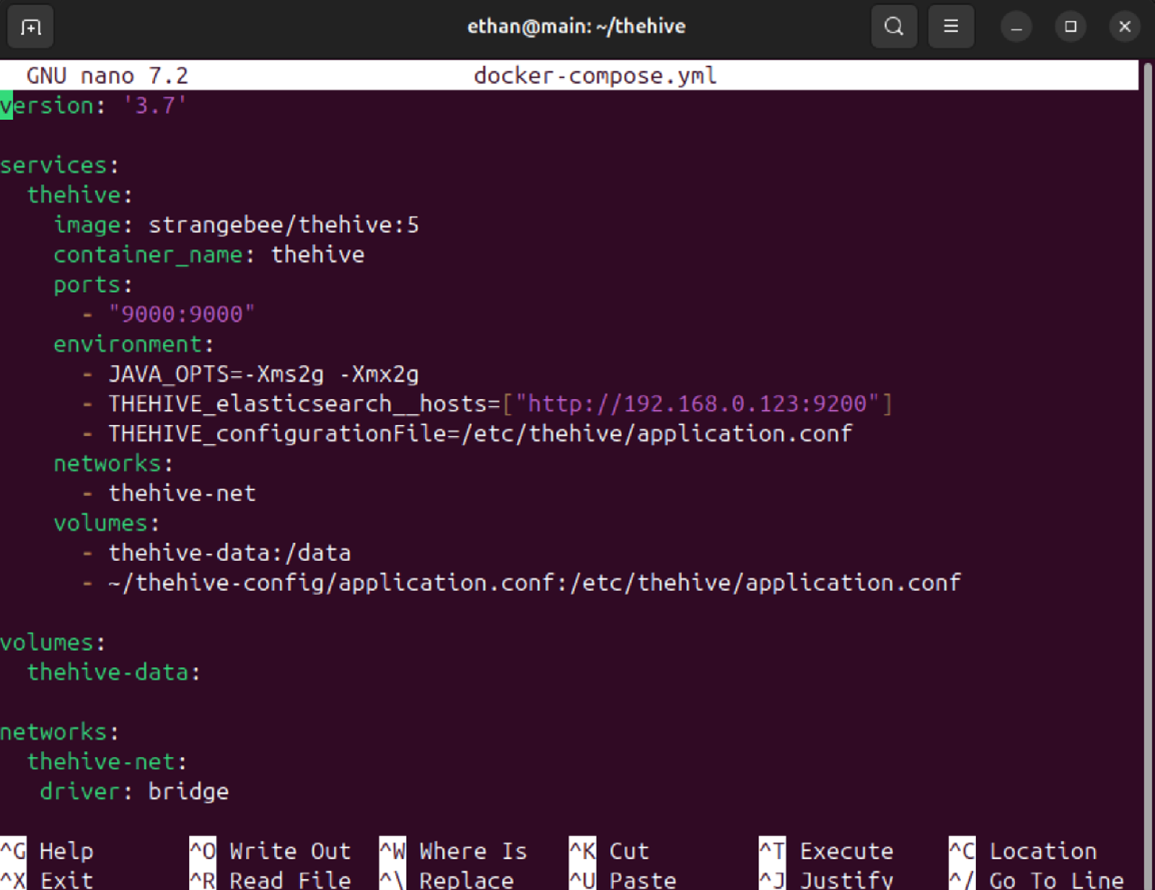 ethan@main: ~/thehive
GNU nano 7.2 docker-compose.yml
version: '3.7'
services:
  thehive:
    image: strangebee/thehive:5
    container_name: thehive
    ports:
      - "9000:9000"
    environment:
      - JAVA_OPTS=-Xms2g -Xmx2g
      - THEHIVE_elasticsearch__hosts=["http://192.168.0.123:9200"]
      - THEHIVE_configurationFile=/etc/thehive/application.conf
    networks:
      - thehive-net
    volumes:
      - thehive-data:/data
      - ~/thehive-config/application.conf:/etc/thehive/application.conf
volumes:
  thehive-data:
networks:
  thehive-net:
   driver: bridge
^G Help ^O Write Out ^W Where Is ^K Cut ^T Execute ^C Location
^X Exit ^R Read File ^\ Replace ^U Paste ^J Justify ^/ Go To Line